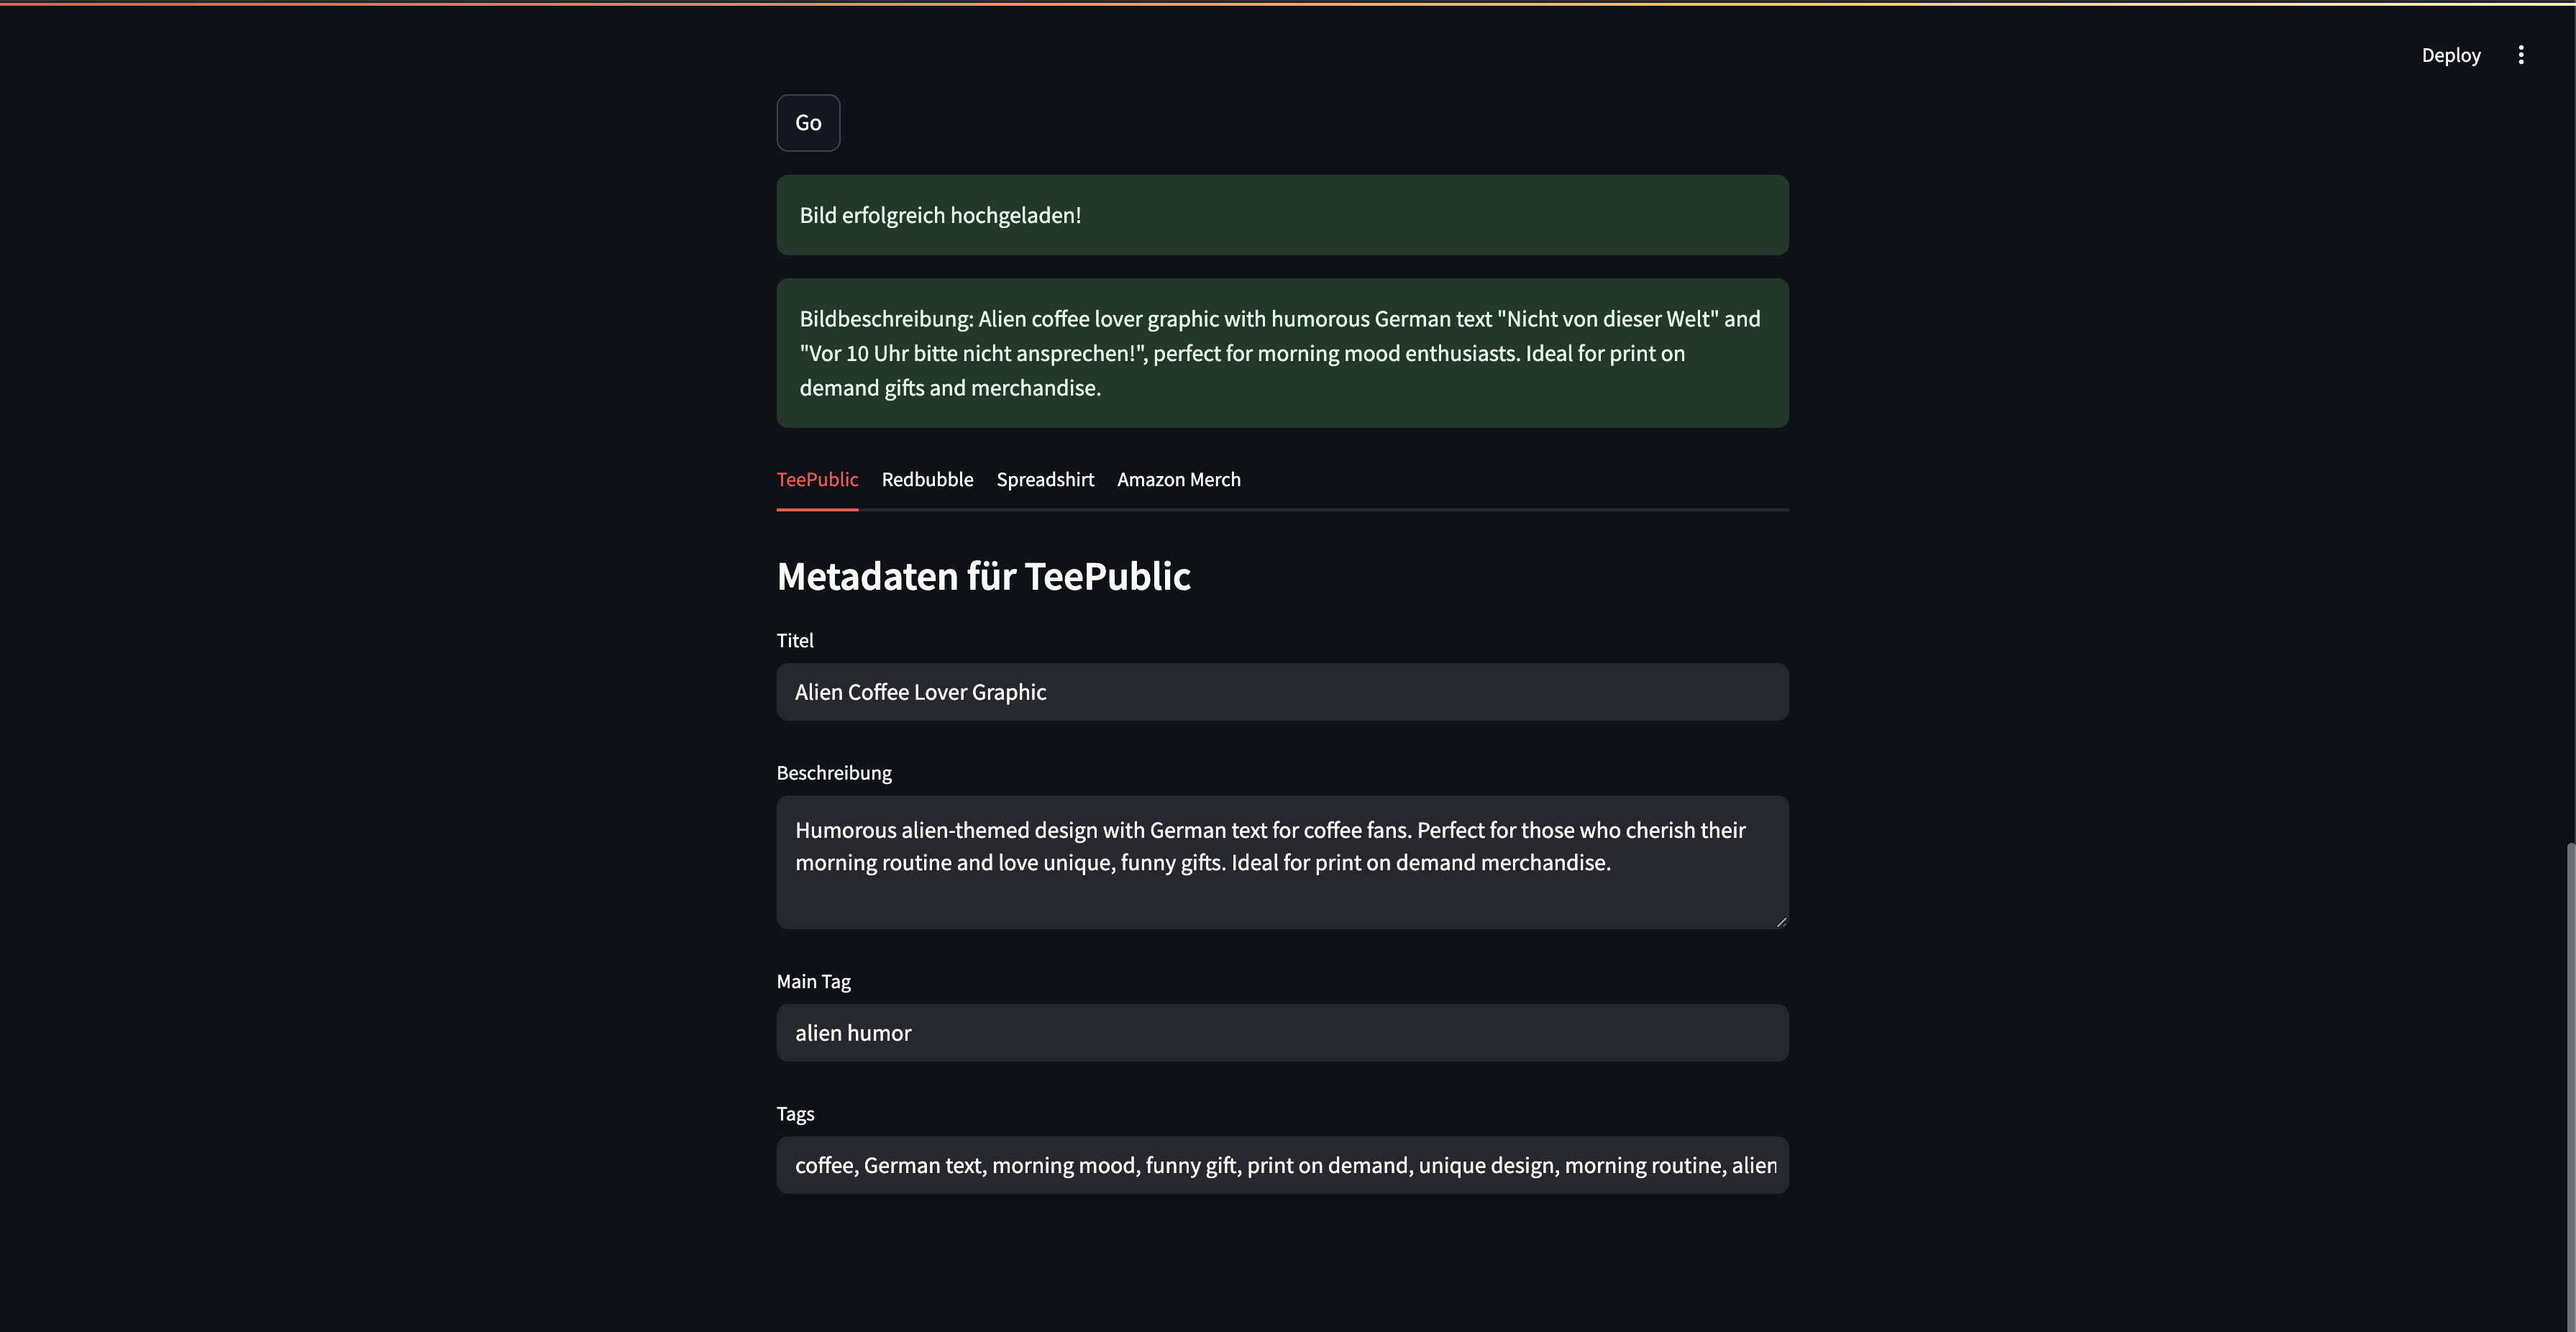 Deploy
Go
Bild erfolgreich hochgeladen!
Bildbeschreibung: Alien coffee lover graphic with humorous German text "Nicht von dieser Welt" and
"Vor 10 Uhr bitte nicht ansprechen!", perfect for morning mood enthusiasts. Ideal for print on
demand gifts and merchandise.
TeePublic Redbubble Spreadshirt Amazon Merch
Metadaten für TeePublic
Titel
Alien Coffee Lover Graphic
Beschreibung
Humorous alien-themed design with German text for coffee fans. Perfect for those who cherish their
morning routine and love unique, funny gifts. Ideal for print on demand merchandise.
Main Tag
alien humor
Tags
coffee, German text, morning mood, funny gift, print on demand, unique design, morning routine, alien